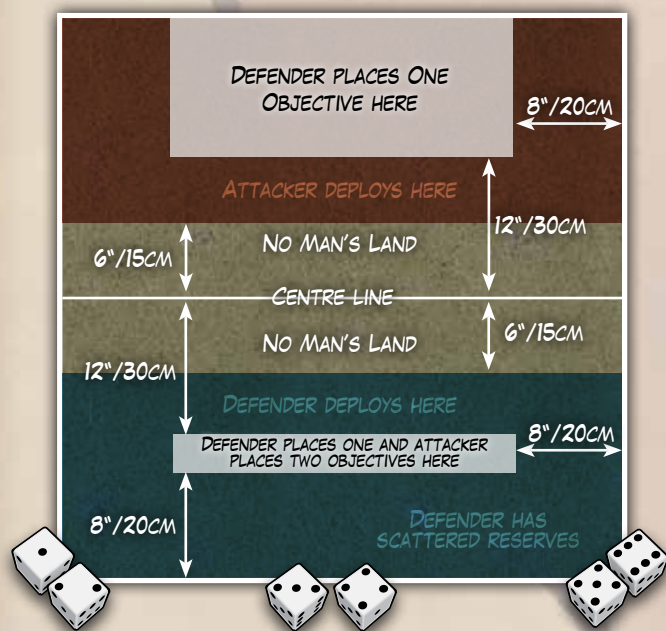 Defender places One
Objective here
8"/20cm
Attacker deploys here
12"/30cm
6"/15cm
No Man's Land
Centre line
No Man's Land
6"/15cm
12"/30cm
Defender deploys here
Defender places one and attacker
places two objectives here
8"/20cm
8"/20cm
Defender has
scattered reserves